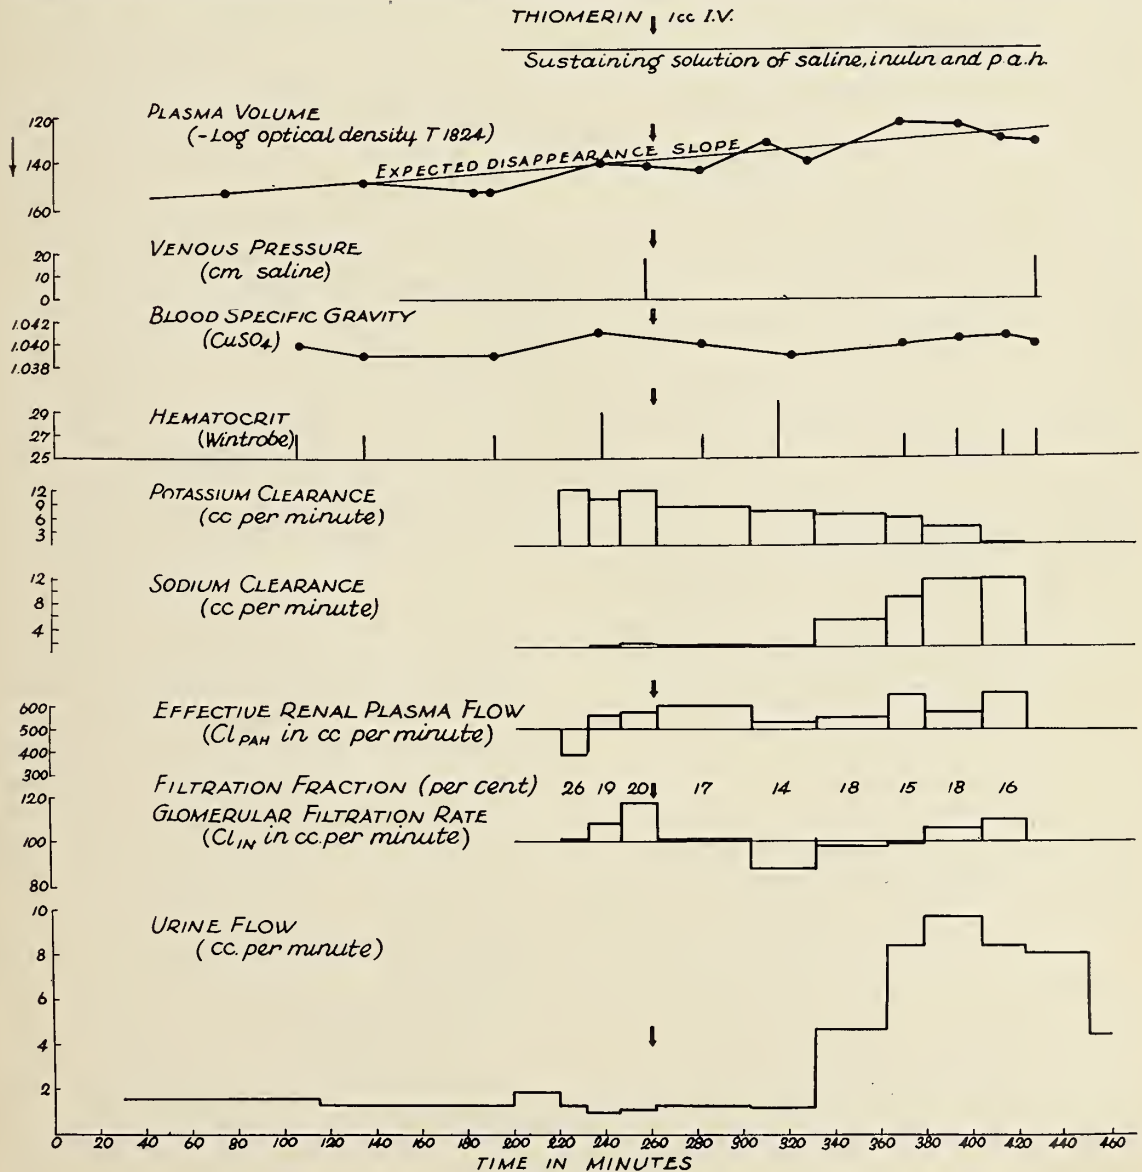 THIOMERIN 1cc I.V.
Sustaining solution of saline, inulin and p.a.h.
PLASMA VOLUME
(-Log optical density T 1824)
EXPECTED DISAPPEARANCE SLOPE
120
140
160
VENOUS PRESSURE
(cm saline)
20
10
0
BLOOD SPECIFIC GRAVITY
(CuSO4)
1.042
1.040
1.038
HEMATOCRIT
(Wintrobe)
29
27
25
POTASSIUM CLEARANCE
(cc per minute)
12
9
6
3
SODIUM CLEARANCE
(cc per minute)
12
8
4
EFFECTIVE RENAL PLASMA FLOW
(Cl PAH in cc per minute)
600
500
400
300
FILTRATION FRACTION (per cent) 26 19 20 17 14 18 15 18 16
GLOMERULAR FILTRATION RATE
(Cl IN in cc. per minute)
120
100
80
URINE FLOW
(cc. per minute)
10
8
6
4
2
0 20 40 60 80 100 120 140 160 180 200 220 240 260 280 300 320 340 360 380 400 420 440 460
TIME IN MINUTES